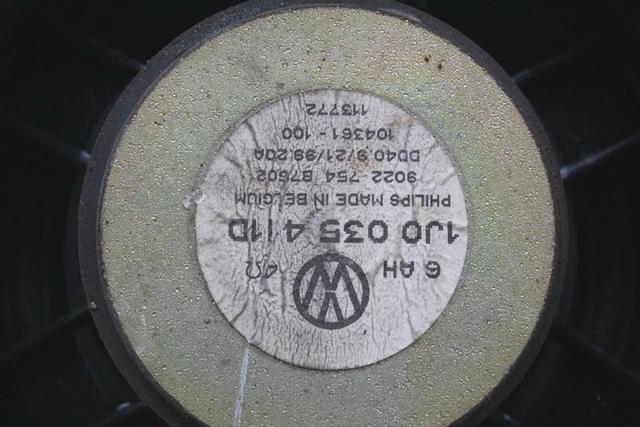 6 AH 4Ω
1J0 035 411D
PHILIPS MADE IN BELGIUM
9022 754 87602
DD40.9/21/99:20A
104361-100
113772